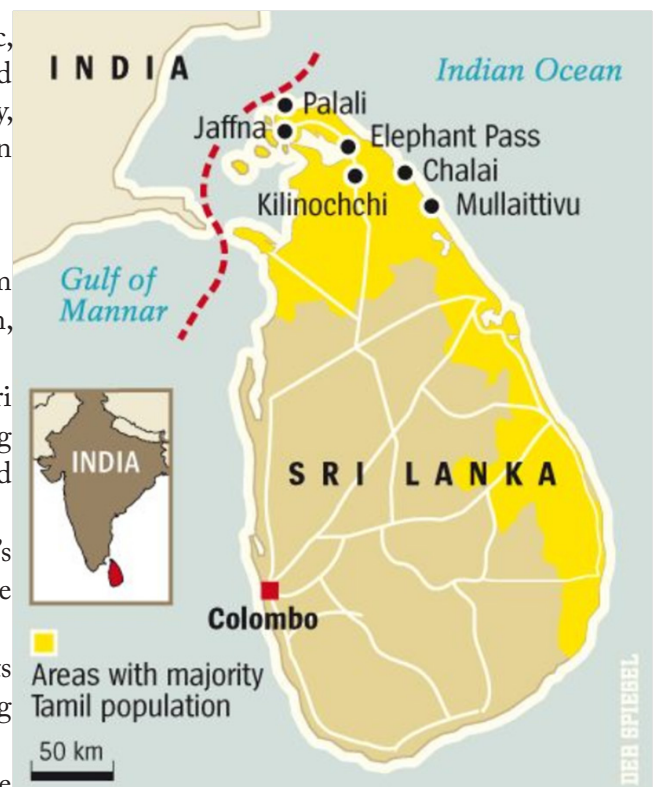 INDIA
Indian Ocean
Palali
Jaffna
Elephant Pass
Chalai
Kilinochchi
Mullaittivu
Gulf of
Mannar
INDIA
SRI LANKA
Colombo
Areas with majority
Tamil population
50 km
DER SPIEGEL